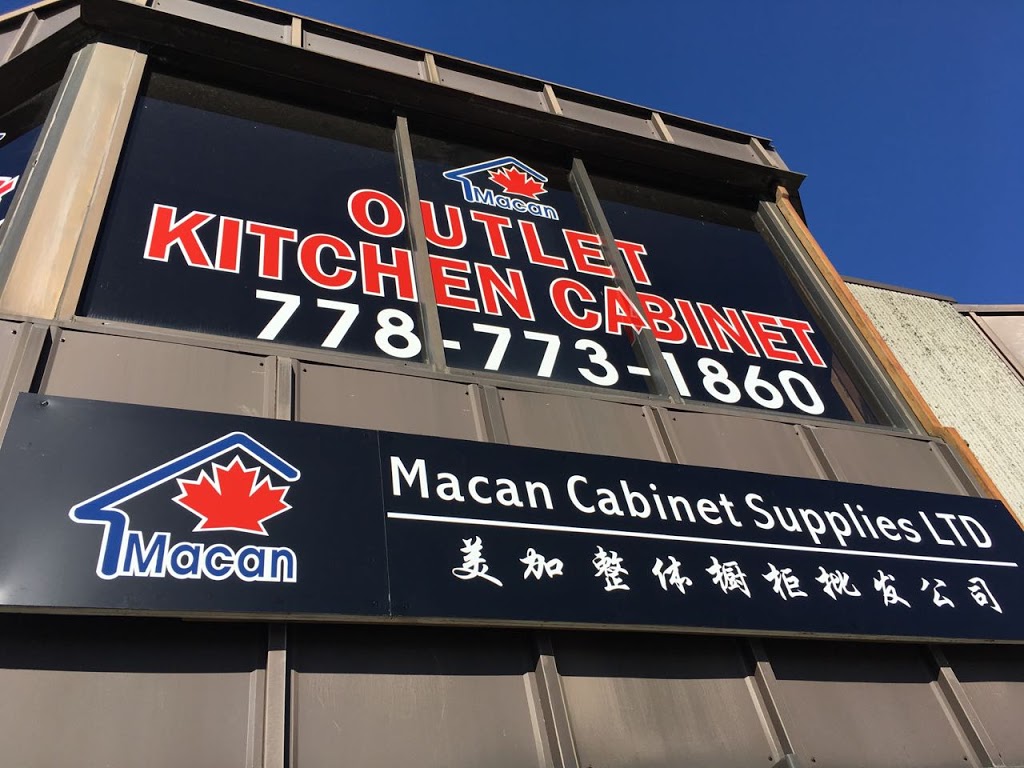 Macan
OUTLET
KITCHEN CABINET
778-773-1860
Macan
Macan Cabinet Supplies LTD
美加整体橱柜批发公司